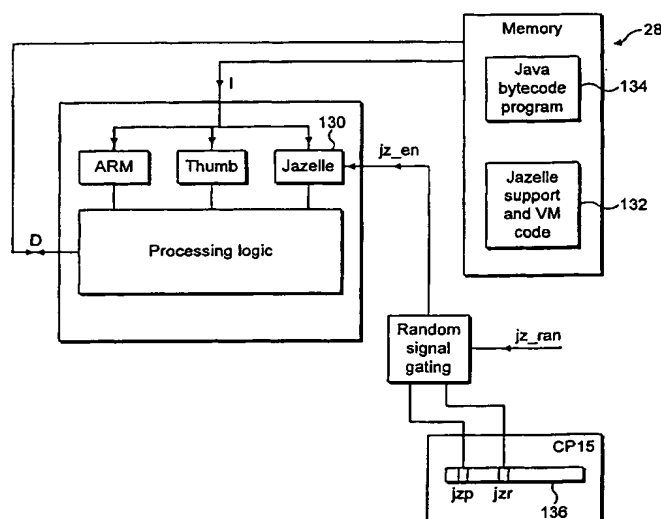 Memory
28
Java
bytecode
program
134
I
130
jz_en
ARM
Thumb
Jazelle
Jazelle
support
and VM
code
132
D
Processing logic
Random
signal
gating
jz_ran
CP15
jzp
jzr
136